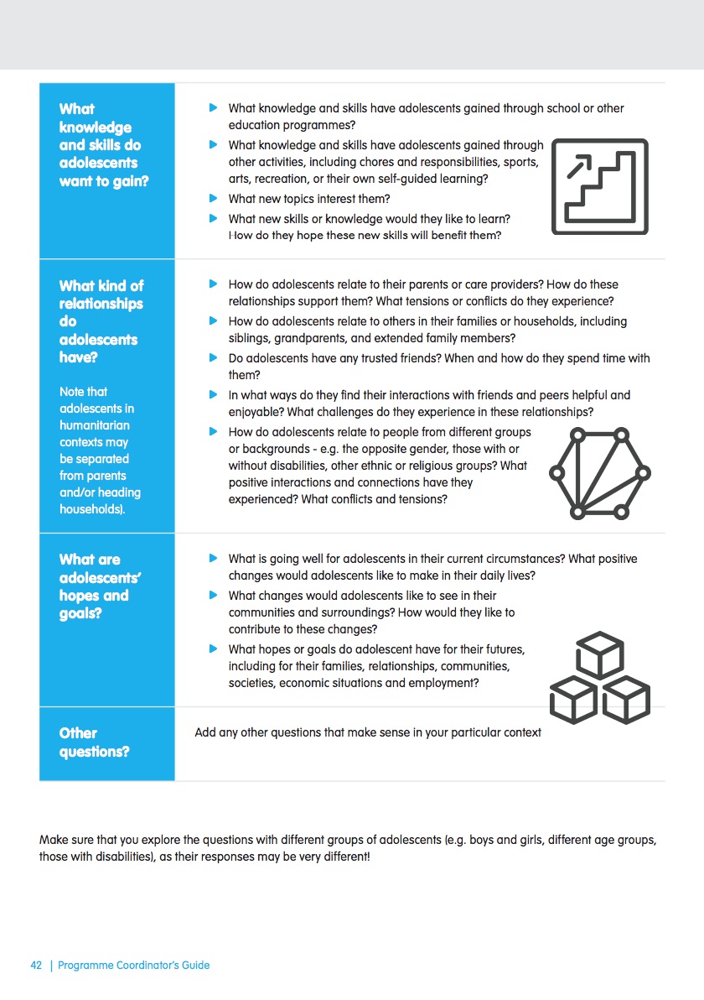 What
knowledge
and skills do
adolescents
want to gain?
What knowledge and skills have adolescents gained through school or other
education programmes?
What knowledge and skills have adolescents gained through
other activities, including chores and responsibilities, sports,
arts, recreation, or their own self-guided learning?
What new topics interest them?
What new skills or knowledge would they like to learn?
How do they hope these new skills will benefit them?
What kind of
relationships
do
adolescents
have?
Note that
adolescents in
humanitarian
contexts may
be separated
from parents
and/or heading
households).
How do adolescents relate to their parents or care providers? How do these
relationships support them? What tensions or conflicts do they experience?
How do adolescents relate to others in their families or households, including
siblings, grandparents, and extended family members?
Do adolescents have any trusted friends? When and how do they spend time with
them?
In what ways do they find their interactions with friends and peers helpful and
enjoyable? What challenges do they experience in these relationships?
How do adolescents relate to people from different groups
or backgrounds - e.g. the opposite gender, those with or
without disabilities, other ethnic or religious groups? What
positive interactions and connections have they
experienced? What conflicts and tensions?
What are
adolescents’
hopes and
goals?
What is going well for adolescents in their current circumstances? What positive
changes would adolescents like to make in their daily lives?
What changes would adolescents like to see in their
communities and surroundings? How would they like to
contribute to these changes?
What hopes or goals do adolescent have for their futures,
including for their families, relationships, communities,
societies, economic situations and employment?
Other
questions?
Add any other questions that make sense in your particular context
Make sure that you explore the questions with different groups of adolescents (e.g. boys and girls, different age groups,
those with disabilities), as their responses may be very different!
42 | Programme Coordinator’s Guide